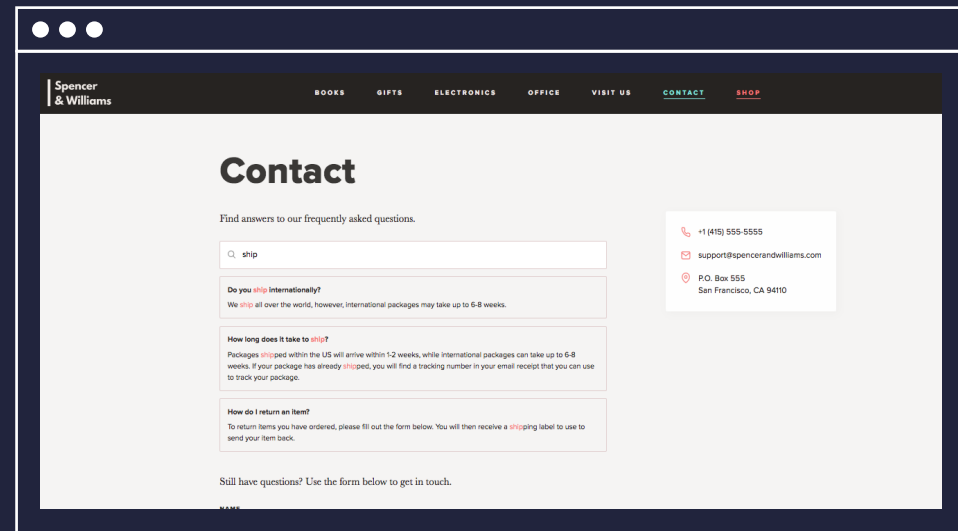 Spencer
& Williams
BOOKS GIFTS ELECTRONICS OFFICE VISIT US CONTACT SHOP
Contact
Find answers to our frequently asked questions.
ship
Do you ship internationally?
We ship all over the world, however, international packages may take up to 6-8 weeks.
How long does it take to ship?
Packages shipped within the US will arrive within 1-2 weeks, while international packages can take up to 6-8
weeks. If your package has already shipped, you will find a tracking number in your email receipt that you can use
to track your package.
How do I return an item?
To return items you have ordered, please fill out the form below. You will then receive a shipping label to use to
send your item back.
Still have questions? Use the form below to get in touch.
NAME
+1 (415) 555-5555
support@spencerandwilliams.com
P.O. Box 555
San Francisco, CA 94110